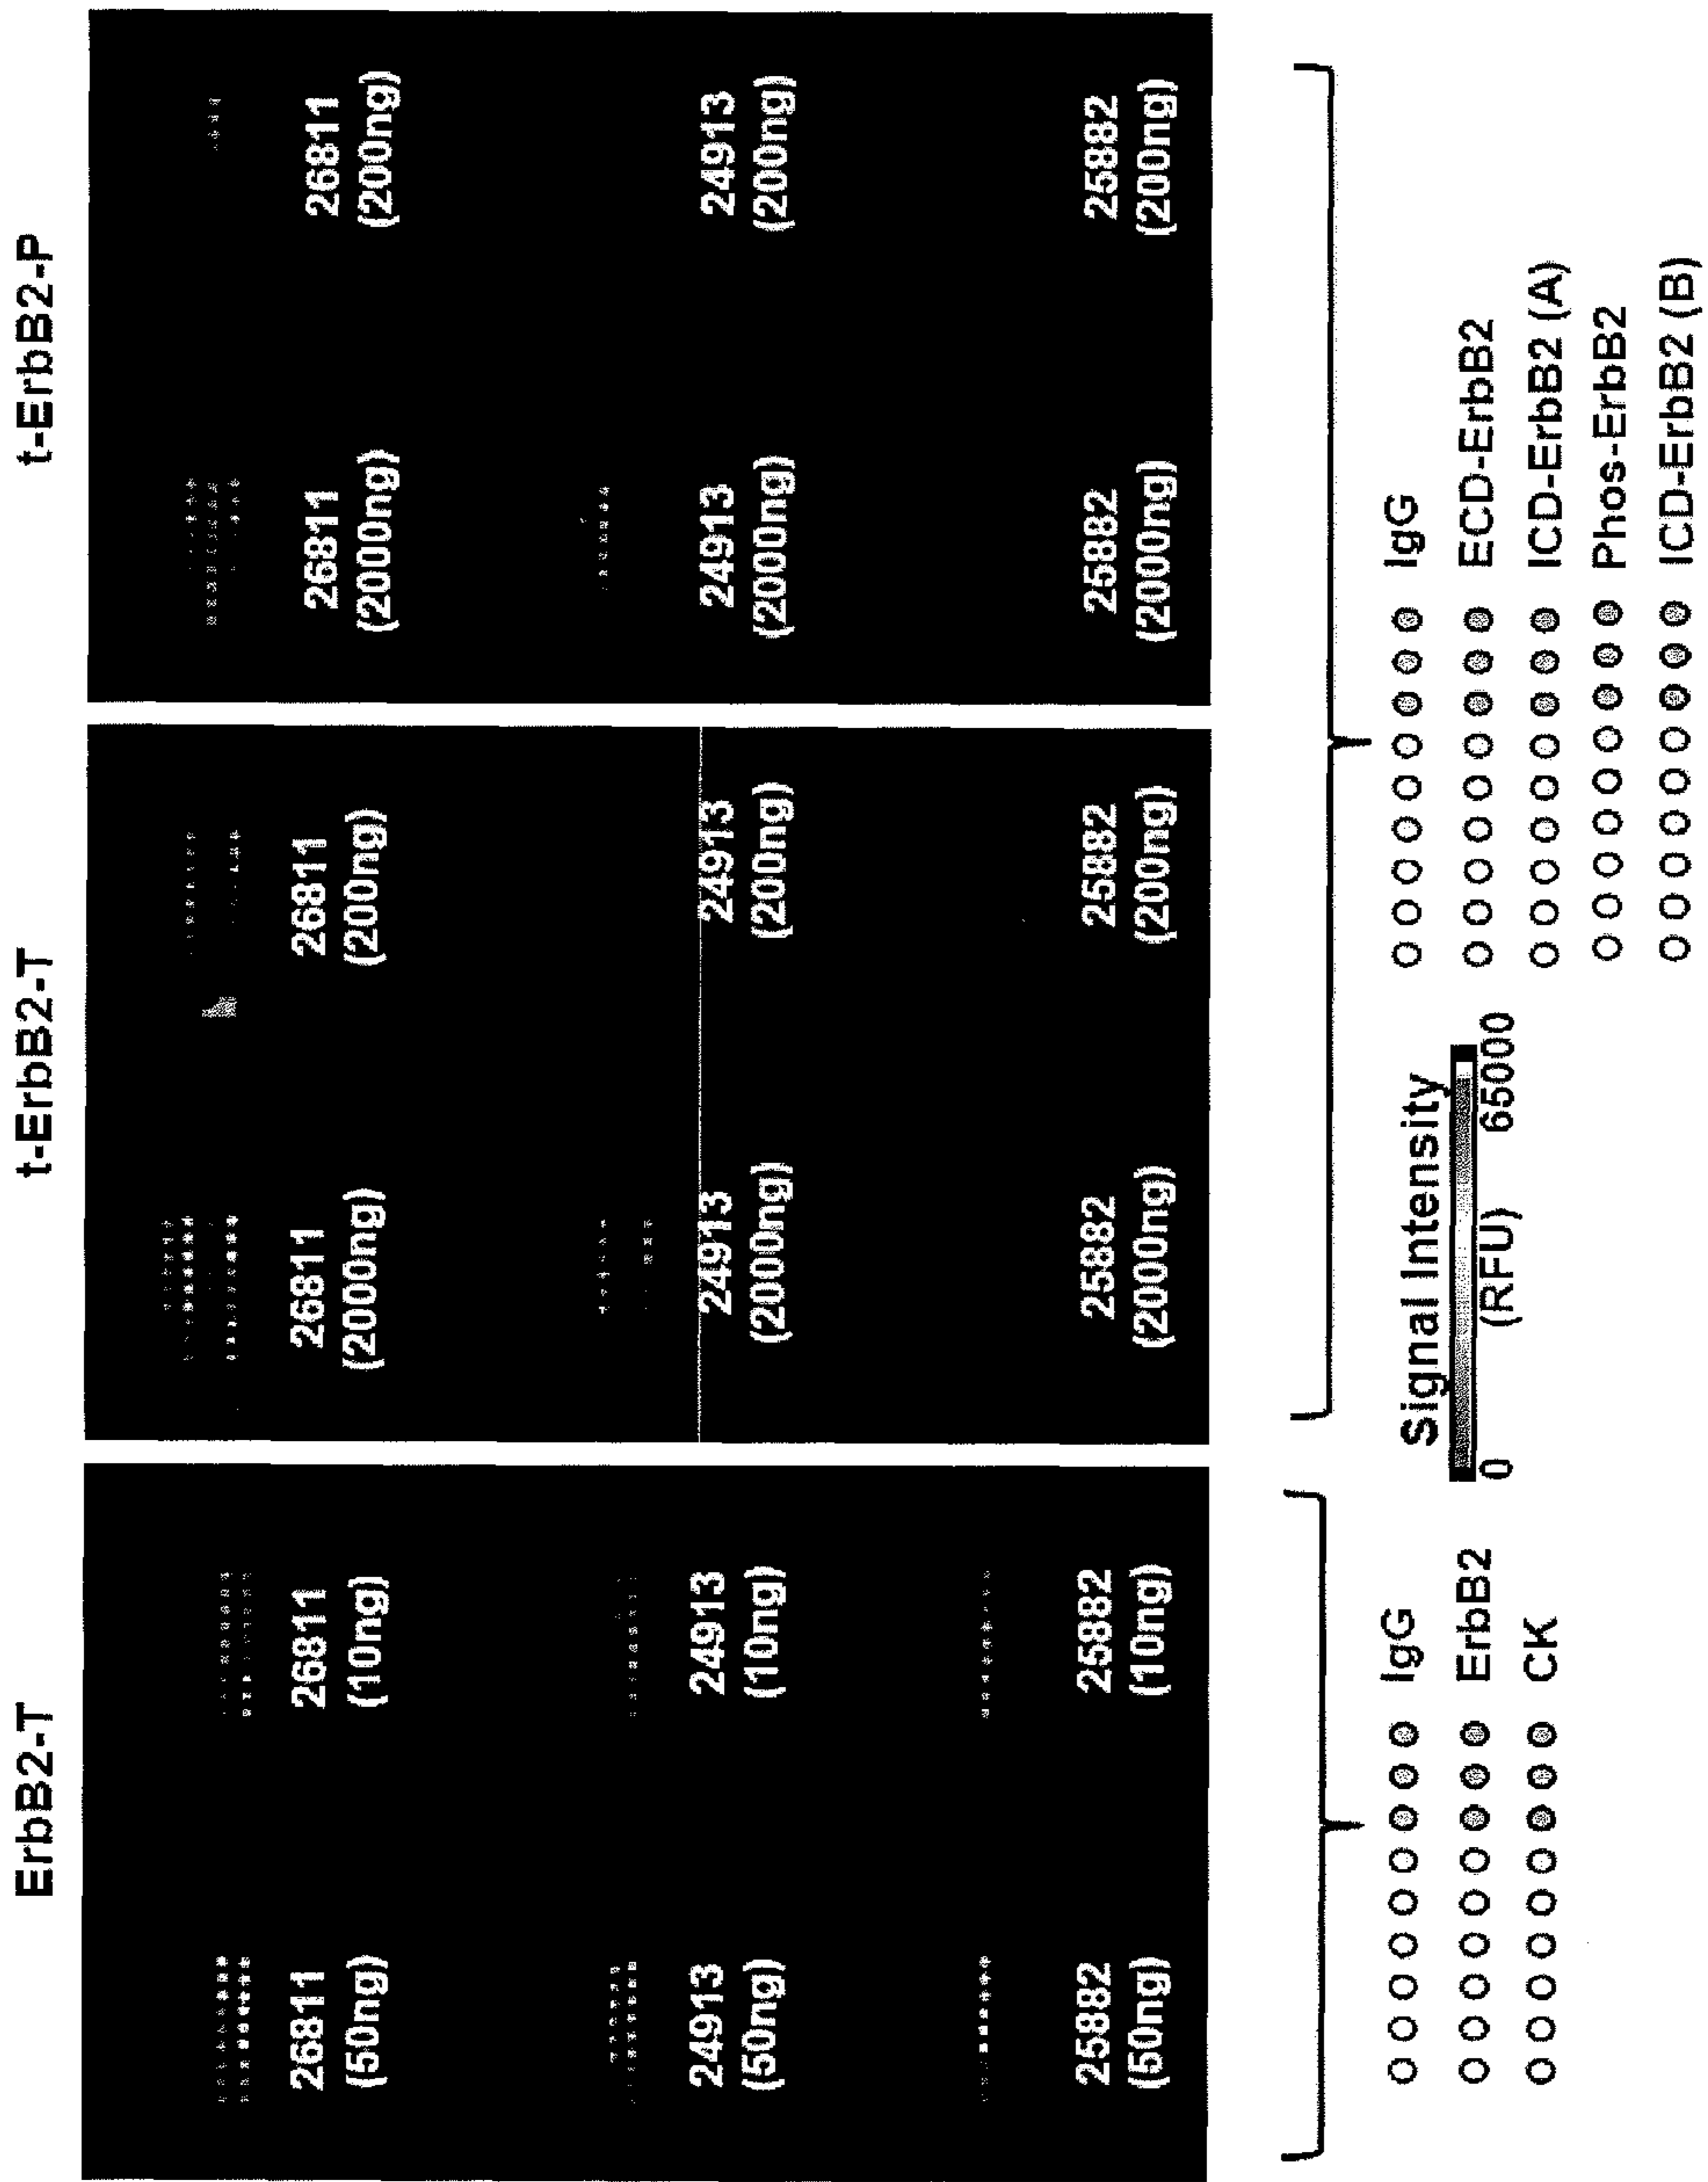 ErbB2-T
26811
(50ng)
26811
(10ng)
24913
(50ng)
24913
(10ng)
25882
(50ng)
25882
(10ng)
IgG
ErbB2
CK
t-ErbB2-T
26811
(2000ng)
26811
(200ng)
24913
(2000ng)
24913
(200ng)
25882
(2000ng)
25882
(200ng)
t-ErbB2-P
26811
(2000ng)
26811
(200ng)
24913
(2000ng)
24913
(200ng)
25882
(2000ng)
25882
(200ng)
Signal Intensity
0 (RFU) 65000
IgG
ECD-ErbB2
ICD-ErbB2 (A)
Phos-ErbB2
ICD-ErbB2 (B)